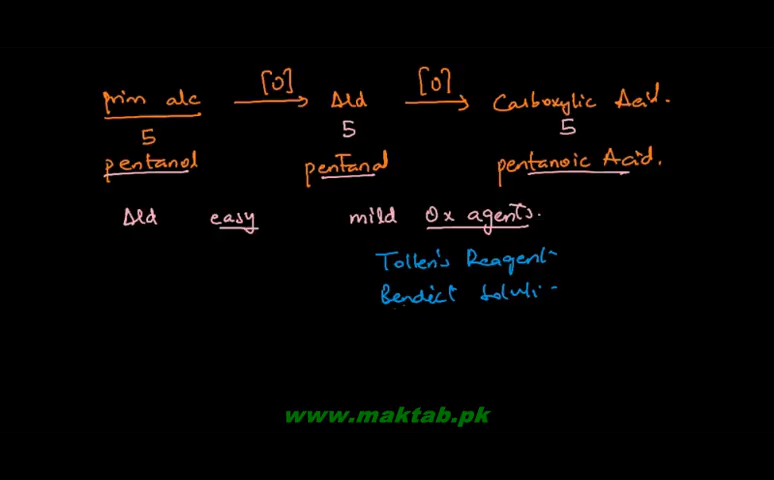 prim alc [O] Ald [O] Carboxylic Acid.
5 5 5
pentanol pentanal pentanoic Acid.
Ald easy mild Ox agents.
Tollen's Reagent
Bendict Soluti
www.maktab.pk